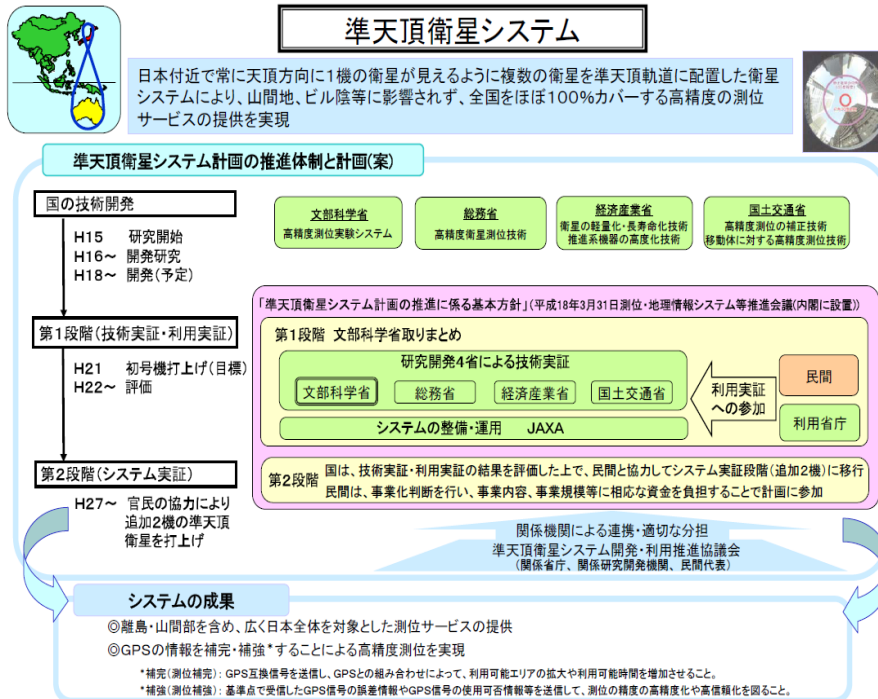 準天頂衛星システム
日本付近で常に天頂方向に1機の衛星が見えるように複数の衛星を準天頂軌道に配置した衛星
システムにより、山間地、ビル陰等に影響されず、全国をほぼ100％カバーする高精度の測位
サービスの提供を実現
準天頂衛星システム計画の推進体制と計画(案)
国の技術開発
H15 研究開始
H16～ 開発研究
H18～ 開発(予定)
文部科学省
高精度測位実験システム
総務省
高精度衛星測位技術
経済産業省
衛星の軽量化・長寿命化技術
推進系機器の高度化技術
国土交通省
高精度測位の補正技術
移動体に対する高精度測位技術
「準天頂衛星システム計画の推進に係る基本方針」(平成18年3月31日測位・地理情報システム等推進会議(内閣に設置))
第1段階(技術実証・利用実証)
H21 初号機打上げ(目標)
H22～ 評価
第1段階 文部科学省取りまとめ
研究開発4省による技術実証
文部科学省
総務省
経済産業省
国土交通省
システムの整備・運用 JAXA
利用実証
への参加
民間
利用省庁
第2段階(システム実証)
H27～ 官民の協力により
追加2機の準天頂
衛星を打上げ
第2段階
国は、技術実証・利用実証の結果を評価した上で、民間と協力してシステム実証段階(追加2機)に移行
民間は、事業化判断を行い、事業内容、事業規模等に相応な資金を負担することで計画に参加
関係機関による連携・適切な分担
準天頂衛星システム開発・利用推進協議会
(関係省庁、関係研究開発機関、民間代表)
システムの成果
◎離島・山間部を含め、広く日本全体を対象とした測位サービスの提供
◎GPSの情報を補完・補強*することによる高精度測位を実現
*補完(測位補完)：GPS互換信号を送信し、GPSとの組み合わせによって、利用可能エリアの拡大や利用可能時間を増加させること。
*補強(測位補強)：基準点で受信したGPS信号の誤差情報やGPS信号の使用可否情報等を送信して、測位の精度の高精度化や高信頼化を図ること。